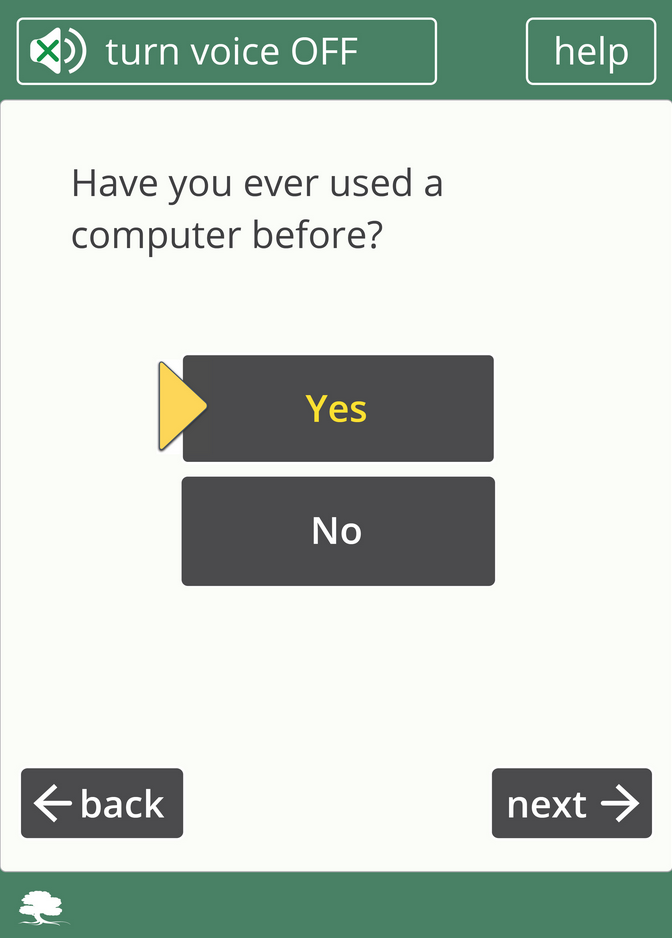 turn voice OFF
help
Have you ever used a
computer before?
Yes
No
back
next